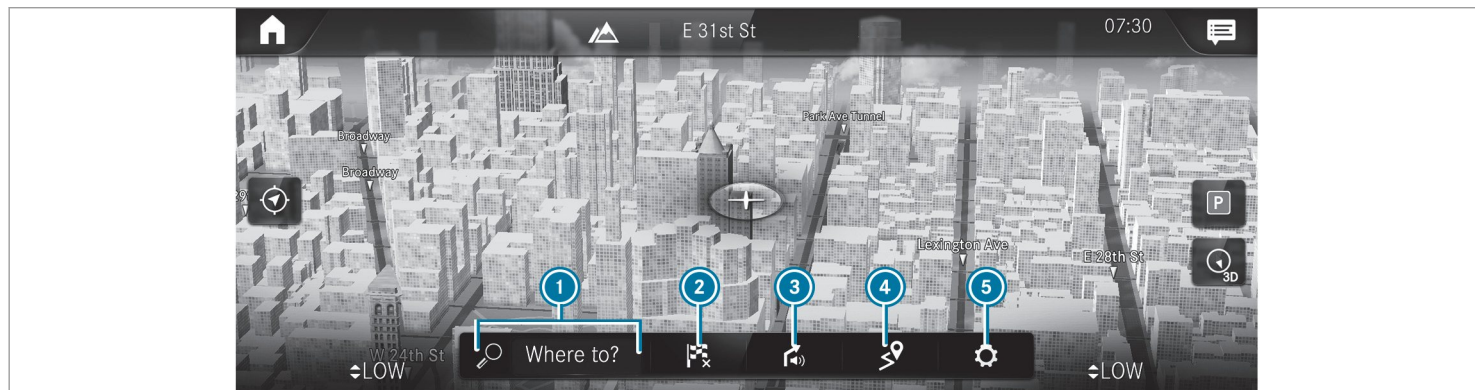 E 31st St
07:30
Park Ave Tunnel
Broadway
Broadway
29
P
Lexington Ave
E 28th St
3D
1
2
3
4
5
W 24th St
Where to?
LOW
LOW